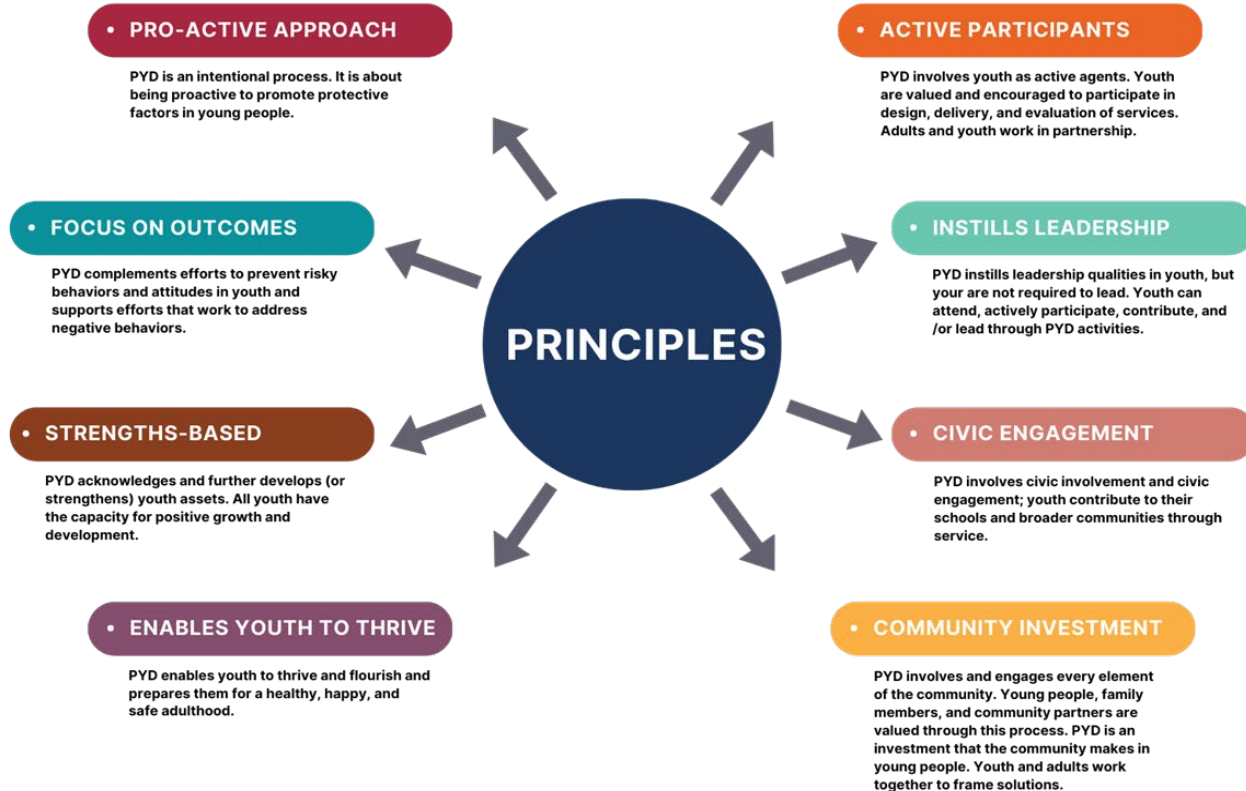 • PRO-ACTIVE APPROACH
PYD is an intentional process. It is about
being proactive to promote protective
factors in young people.
• FOCUS ON OUTCOMES
PYD complements efforts to prevent risky
behaviors and attitudes in youth and
supports efforts that work to address
negative behaviors.
• STRENGTHS-BASED
PYD acknowledges and further develops (or
strengthens) youth assets. All youth have
the capacity for positive growth and
development.
• ENABLES YOUTH TO THRIVE
PYD enables youth to thrive and flourish and
prepares them for a healthy, happy, and
safe adulthood.
PRINCIPLES
• ACTIVE PARTICIPANTS
PYD involves youth as active agents. Youth
are valued and encouraged to participate in
design, delivery, and evaluation of services.
Adults and youth work in partnership.
• INSTILLS LEADERSHIP
PYD instills leadership qualities in youth, but
your are not required to lead. Youth can
attend, actively participate, contribute, and
/or lead through PYD activities.
• CIVIC ENGAGEMENT
PYD involves civic involvement and civic
engagement; youth contribute to their
schools and broader communities through
service.
• COMMUNITY INVESTMENT
PYD involves and engages every element
of the community. Young people, family
members, and community partners are
valued through this process. PYD is an
investment that the community makes in
young people. Youth and adults work
together to frame solutions.